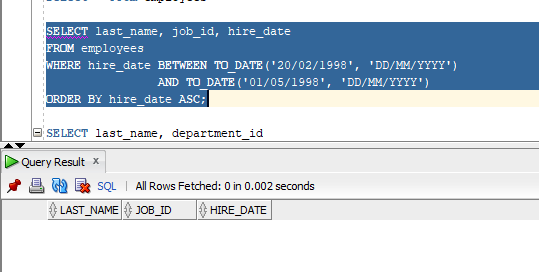 SELECT last_name, job_id, hire_date
FROM employees
WHERE hire_date BETWEEN TO_DATE('20/02/1998', 'DD/MM/YYYY')
AND TO_DATE('01/05/1998', 'DD/MM/YYYY')
ORDER BY hire_date ASC;
SELECT last_name, department_id
Query Result x
SQL | All Rows Fetched: 0 in 0.002 seconds
LAST_NAME JOB_ID HIRE_DATE